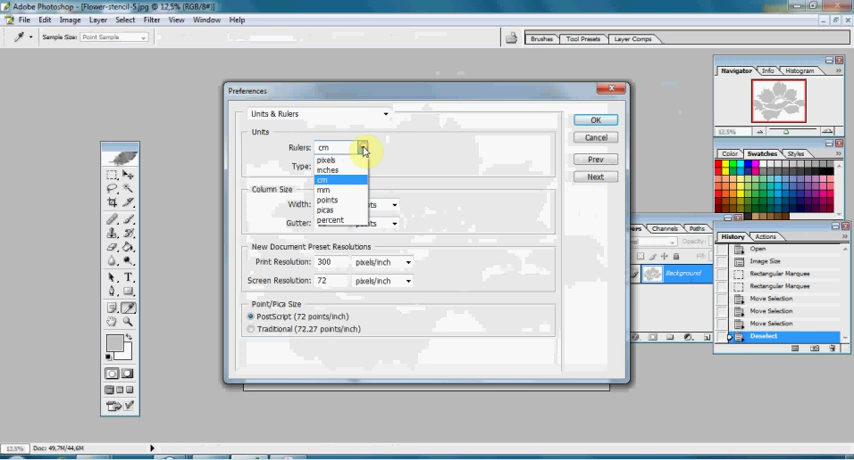 Adobe Photoshop - [Flower-stencil-5.jpg @ 12,5% (RGB/8#)]
File Edit Image Layer Select Filter View Window Help
Sample Size: Point Sample
Brushes Tool Presets Layer Comps
Preferences
Units & Rulers
Units
Rulers: cm
pixels
inches
cm
mm
points
picas
percent
Type:
Column Size
Width: points
Gutter: points
New Document Preset Resolutions
Print Resolution: 300 pixels/inch
Screen Resolution: 72 pixels/inch
Point/Pica Size
PostScript (72 points/inch)
Traditional (72.27 points/inch)
OK
Cancel
Prev
Next
Navigator Info Histogram
12.5%
Color Swatches Styles
Channels Paths
Opacity:
Background
History Actions
Open
Image Size
Rectangular Marquee
Rectangular Marquee
Move Selection
Move Selection
Move Selection
Deselect
12.5% Doc: 49,7M/44,6M